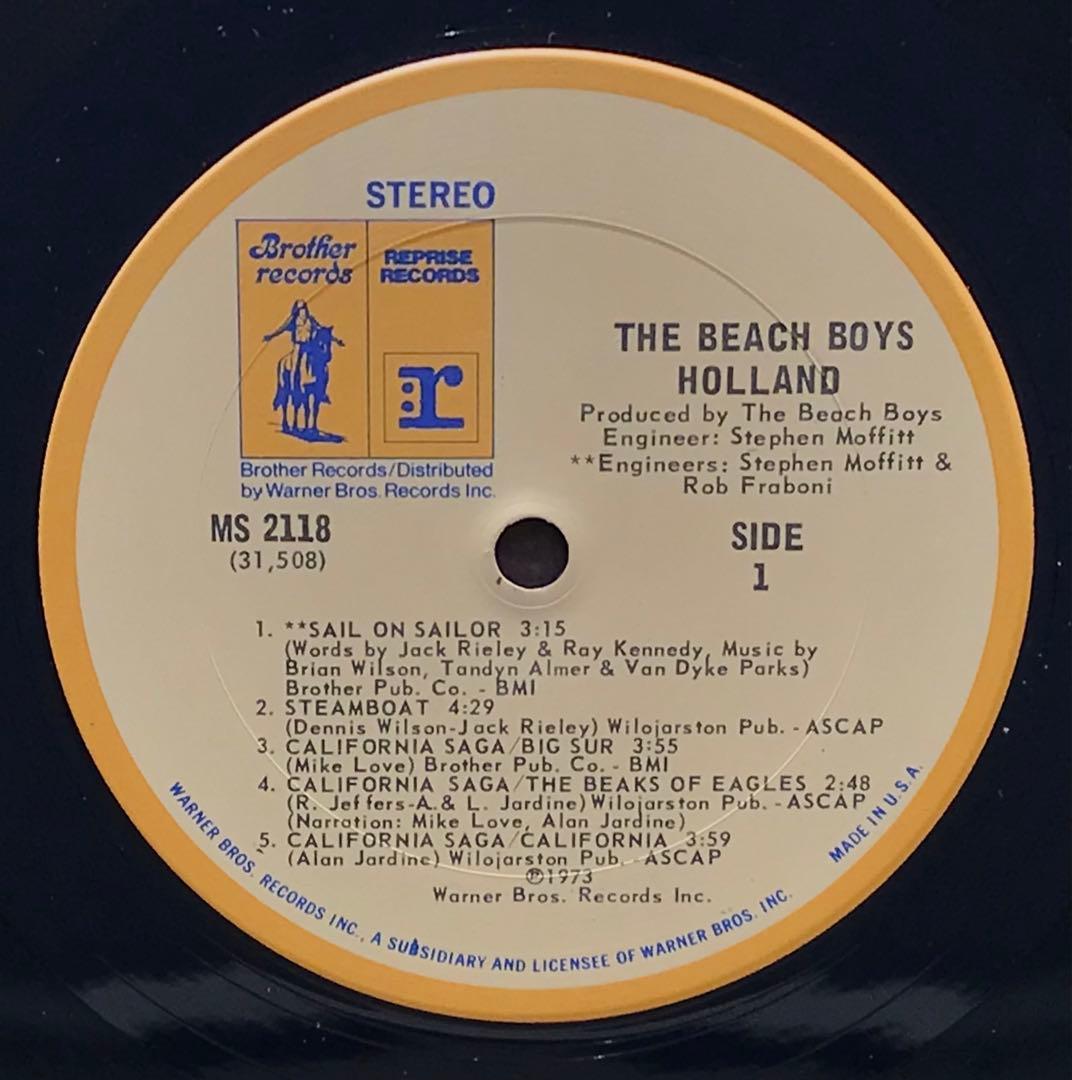 STEREO
Brother
records
REPRISE
RECORDS
:r
Brother Records/Distributed
by Warner Bros. Records Inc.
MS 2118
(31,508)
THE BEACH BOYS
HOLLAND
Produced by The Beach Boys
Engineer: Stephen Moffitt
**Engineers: Stephen Moffitt &
Rob Fraboni
SIDE
1
1. **SAIL ON SAILOR 3:15
(Words by Jack Rieley & Ray Kennedy, Music by
Brian Wilson, Tandyn Almer & Van Dyke Parks)
Brother Pub. Co. - BMI
2. STEAMBOAT 4:29
(Dennis Wilson-Jack Rieley) Wilojarston Pub. - ASCAP
3. CALIFORNIA SAGA/BIG SUR 3:55
(Mike Love) Brother Pub. Co. - BMI
4. CALIFORNIA SAGA/THE BEAKS OF EAGLES 2:48
(R. Jeffers-A.& L. Jardine) Wilojarston Pub. - ASCAP
(Narration: Mike Love, Alan Jardine)
5. CALIFORNIA SAGA/CALIFORNIA 3:59
(Alan Jardine) Wilojarston Pub. ASCAP
℗1973
Warner Bros. Records Inc.
WARNER BROS. RECORDS INC., A SUBSIDIARY AND LICENSEE OF WARNER BROS. INC.
MADE IN U.S.A.